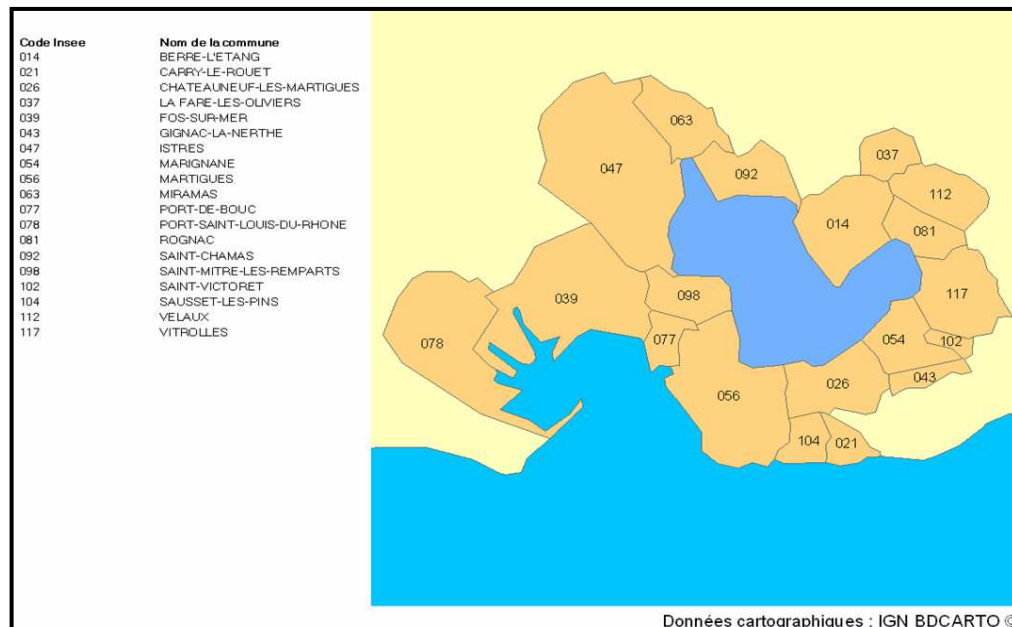 Code Insee Nom de la commune
014 BERRE-L'ETANG
021 CARRY-LE-ROUET
026 CHATEAUNEUF-LES-MARTIGUES
037 LA FARE-LES-OLIVIERS
039 FOS-SUR-MER
043 GIGNAC-LA-NERTHE
047 ISTRES
054 MARIGNANE
056 MARTIGUES
063 MIRAMAS
077 PORT-DE-BOUC
078 PORT-SAINT-LOUIS-DU-RHONE
081 ROGNAC
092 SAINT-CHAMAS
098 SAINT-MITRE-LES-REMPARTS
102 SAINT-VICTORET
104 SAUSSET-LES-PINS
112 VELAUX
117 VITROLLES
063
037
047
092
112
014
081
098
117
039
077
054
102
078
026
043
056
104
021
Données cartographiques : IGN BDCARTO ©